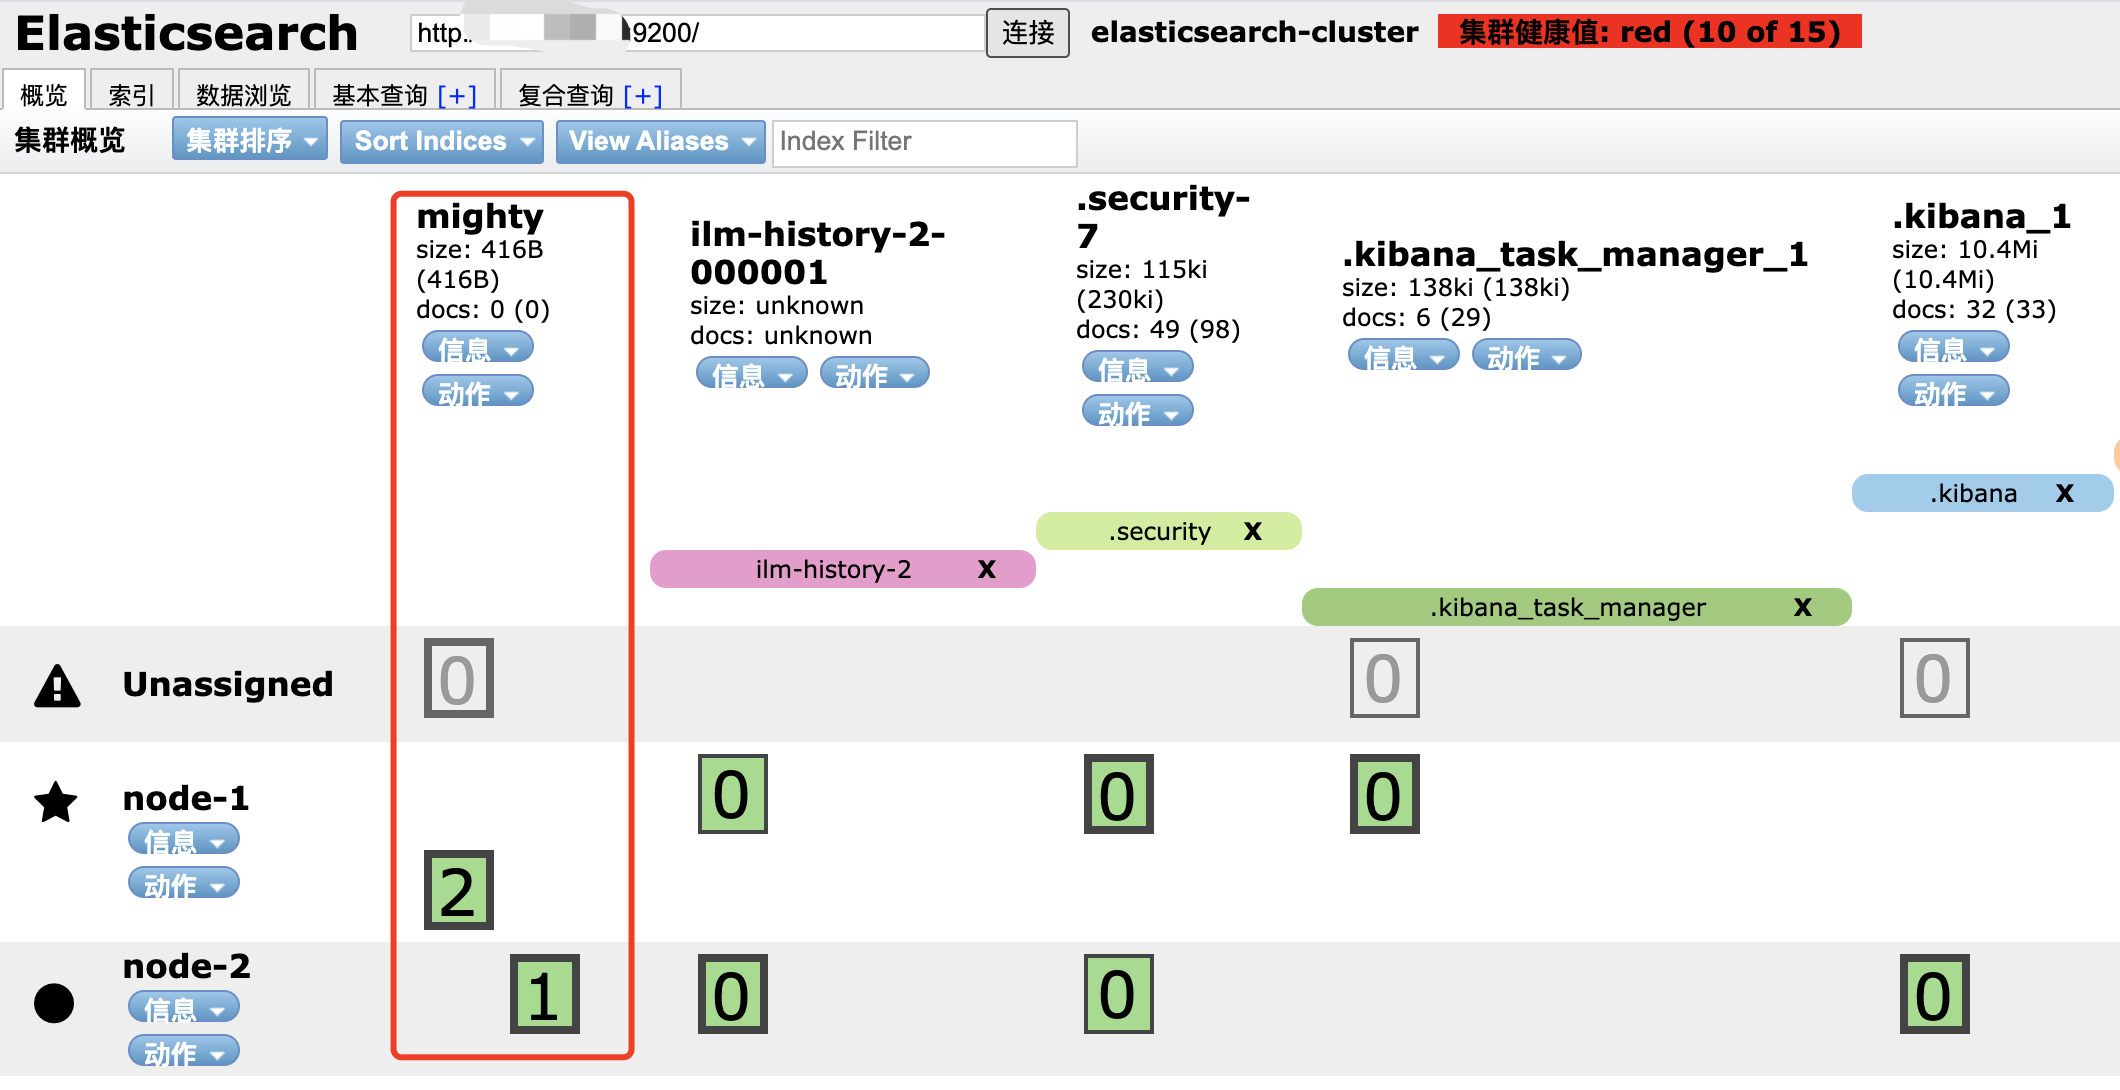 Elasticsearch
http:/ 9200/
连接
elasticsearch-cluster
集群健康值: red (10 of 15)
概览
索引
数据浏览
基本查询 [+]
复合查询 [+]
集群概览
集群排序
Sort Indices
View Aliases
Index Filter
mighty
size: 416B
(416B)
docs: 0 (0)
信息
动作
ilm-history-2-
000001
size: unknown
docs: unknown
信息
动作
.security-
7
size: 115ki
(230ki)
docs: 49 (98)
信息
动作
.kibana_task_manager_1
size: 138ki (138ki)
docs: 6 (29)
信息
动作
.kibana_1
size: 10.4Mi
(10.4Mi)
docs: 32 (33)
信息
动作
.kibana X
.security X
ilm-history-2 X
.kibana_task_manager X
Unassigned
0
0
0
node-1
信息
动作
0
0
0
2
node-2
信息
动作
1
0
0
0